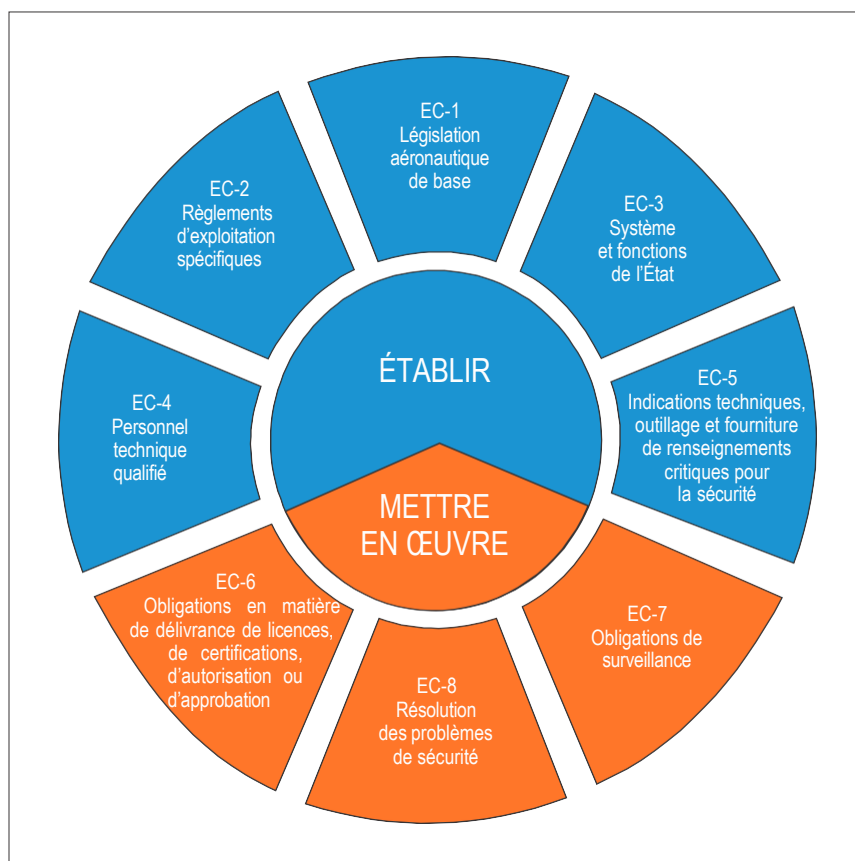 EC-1
Législation
aéronautique
de base
EC-2
Règlements
d'exploitation
spécifiques
EC-3
Système
et fonctions
de l'État
EC-4
Personnel
technique
qualifié
ÉTABLIR
EC-5
Indications techniques,
outillage et fourniture
de renseignements
critiques pour
la sécurité
METTRE
EN ŒUVRE
EC-6
Obligations en matière
de délivrance de licences,
de certifications,
d'autorisation ou
d'approbation
EC-7
Obligations de
surveillance
EC-8
Résolution
des problèmes
de sécurité